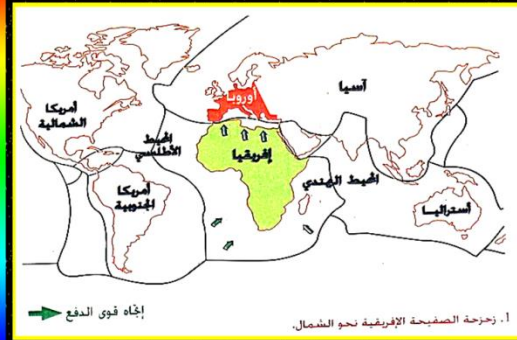 أوروبا
آسيا
أمريكا
الشمالية
المحيط
الأطلسي
إفريقيا
المحيط الهندي
أمريكا
الجنوبية
أستراليا
إتجاه قوى الدفع
1. زحزحة الصفيحة الإفريقية نحو الشمال.